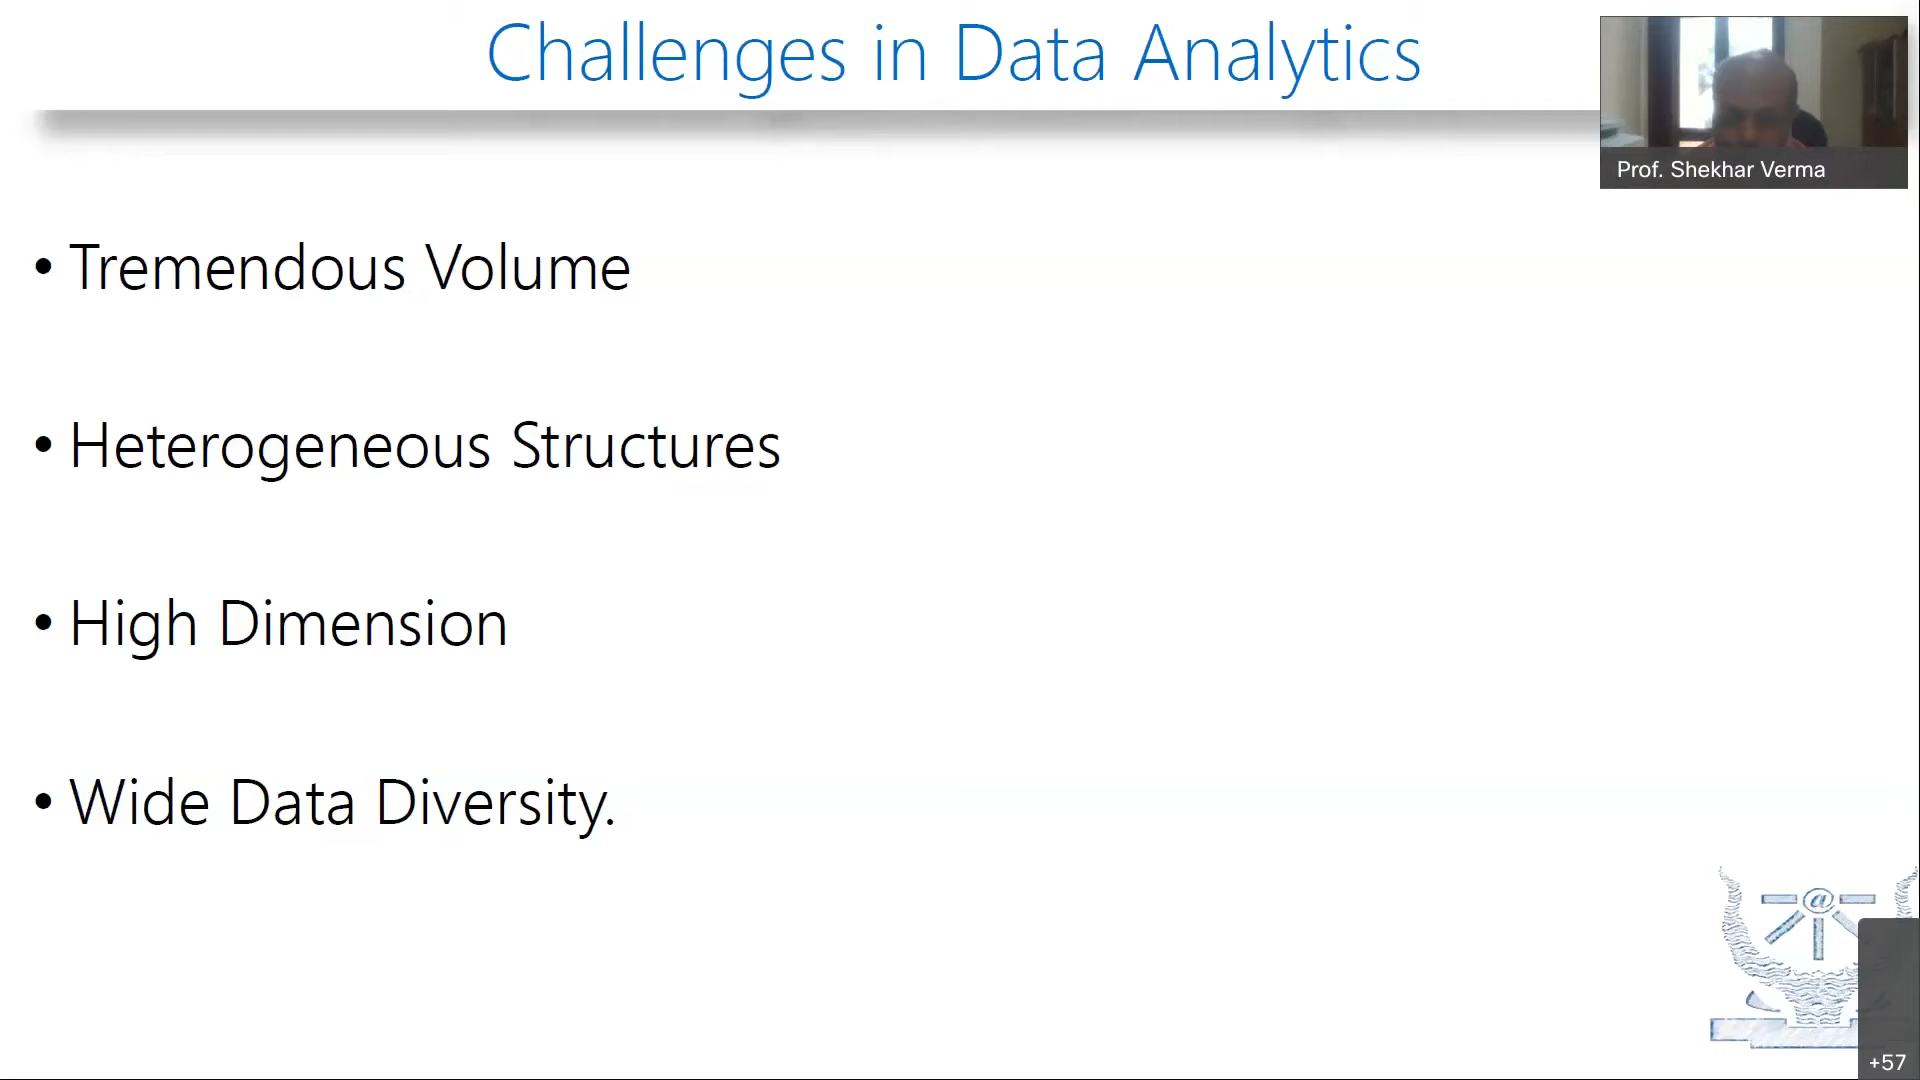 Challenges in Data Analytics
Prof. Shekhar Verma
• Tremendous Volume
• Heterogeneous Structures
• High Dimension
• Wide Data Diversity.
@
+57